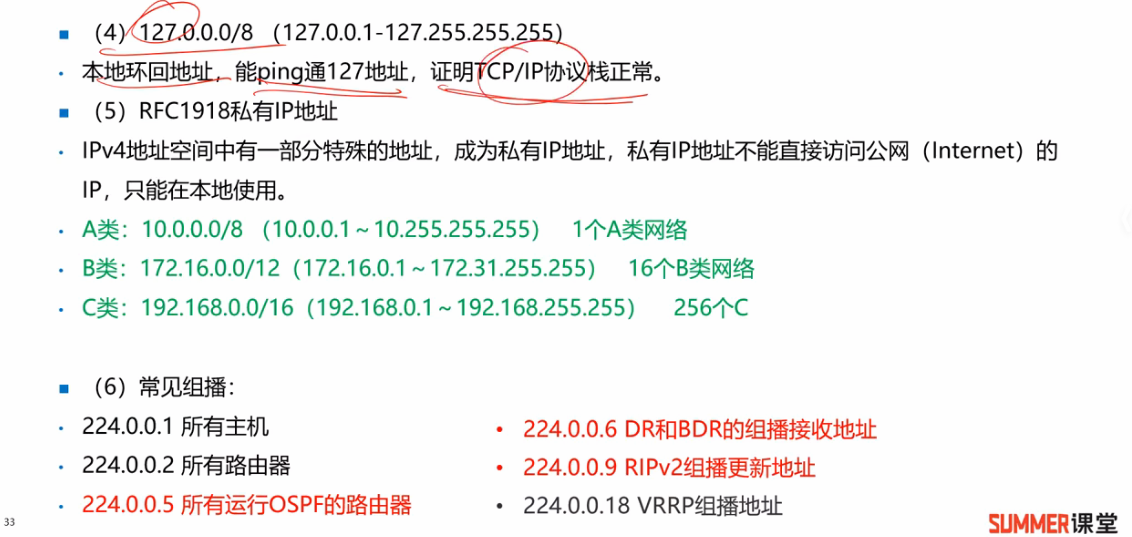 （4）127.0.0.0/8 （127.0.0.1-127.255.255.255）
本地环回地址，能ping通127地址，证明TCP/IP协议栈正常。
（5）RFC1918私有IP地址
IPv4地址空间中有一部分特殊的地址，成为私有IP地址，私有IP地址不能直接访问公网（Internet）的
IP，只能在本地使用。
A类：10.0.0.0/8 （10.0.0.1～10.255.255.255） 1个A类网络
B类：172.16.0.0/12（172.16.0.1～172.31.255.255） 16个B类网络
C类：192.168.0.0/16（192.168.0.1～192.168.255.255） 256个C
（6）常见组播：
224.0.0.1 所有主机
224.0.0.2 所有路由器
224.0.0.5 所有运行OSPF的路由器
224.0.0.6 DR和BDR的组播接收地址
224.0.0.9 RIPv2组播更新地址
224.0.0.18 VRRP组播地址
33
SUMMER课堂